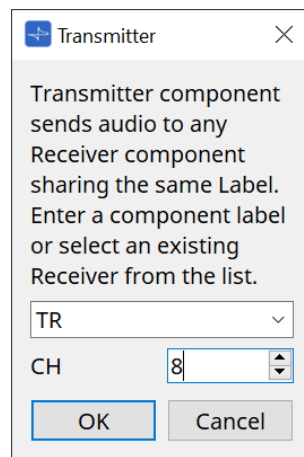 Transmitter
Transmitter component
sends audio to any
Receiver component
sharing the same Label.
Enter a component label
or select an existing
Receiver from the list.
TR
CH 8
OK Cancel